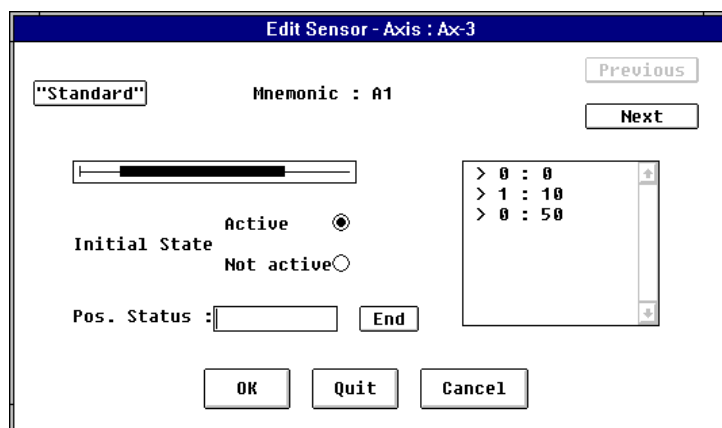 Edit Sensor - Axis : Ax-3
Previous
"Standard"
Mnemonic : A1
Next
> 0 : 0
> 1 : 10
> 0 : 50
Active
Initial State
Not active
Pos. Status :
End
OK
Quit
Cancel